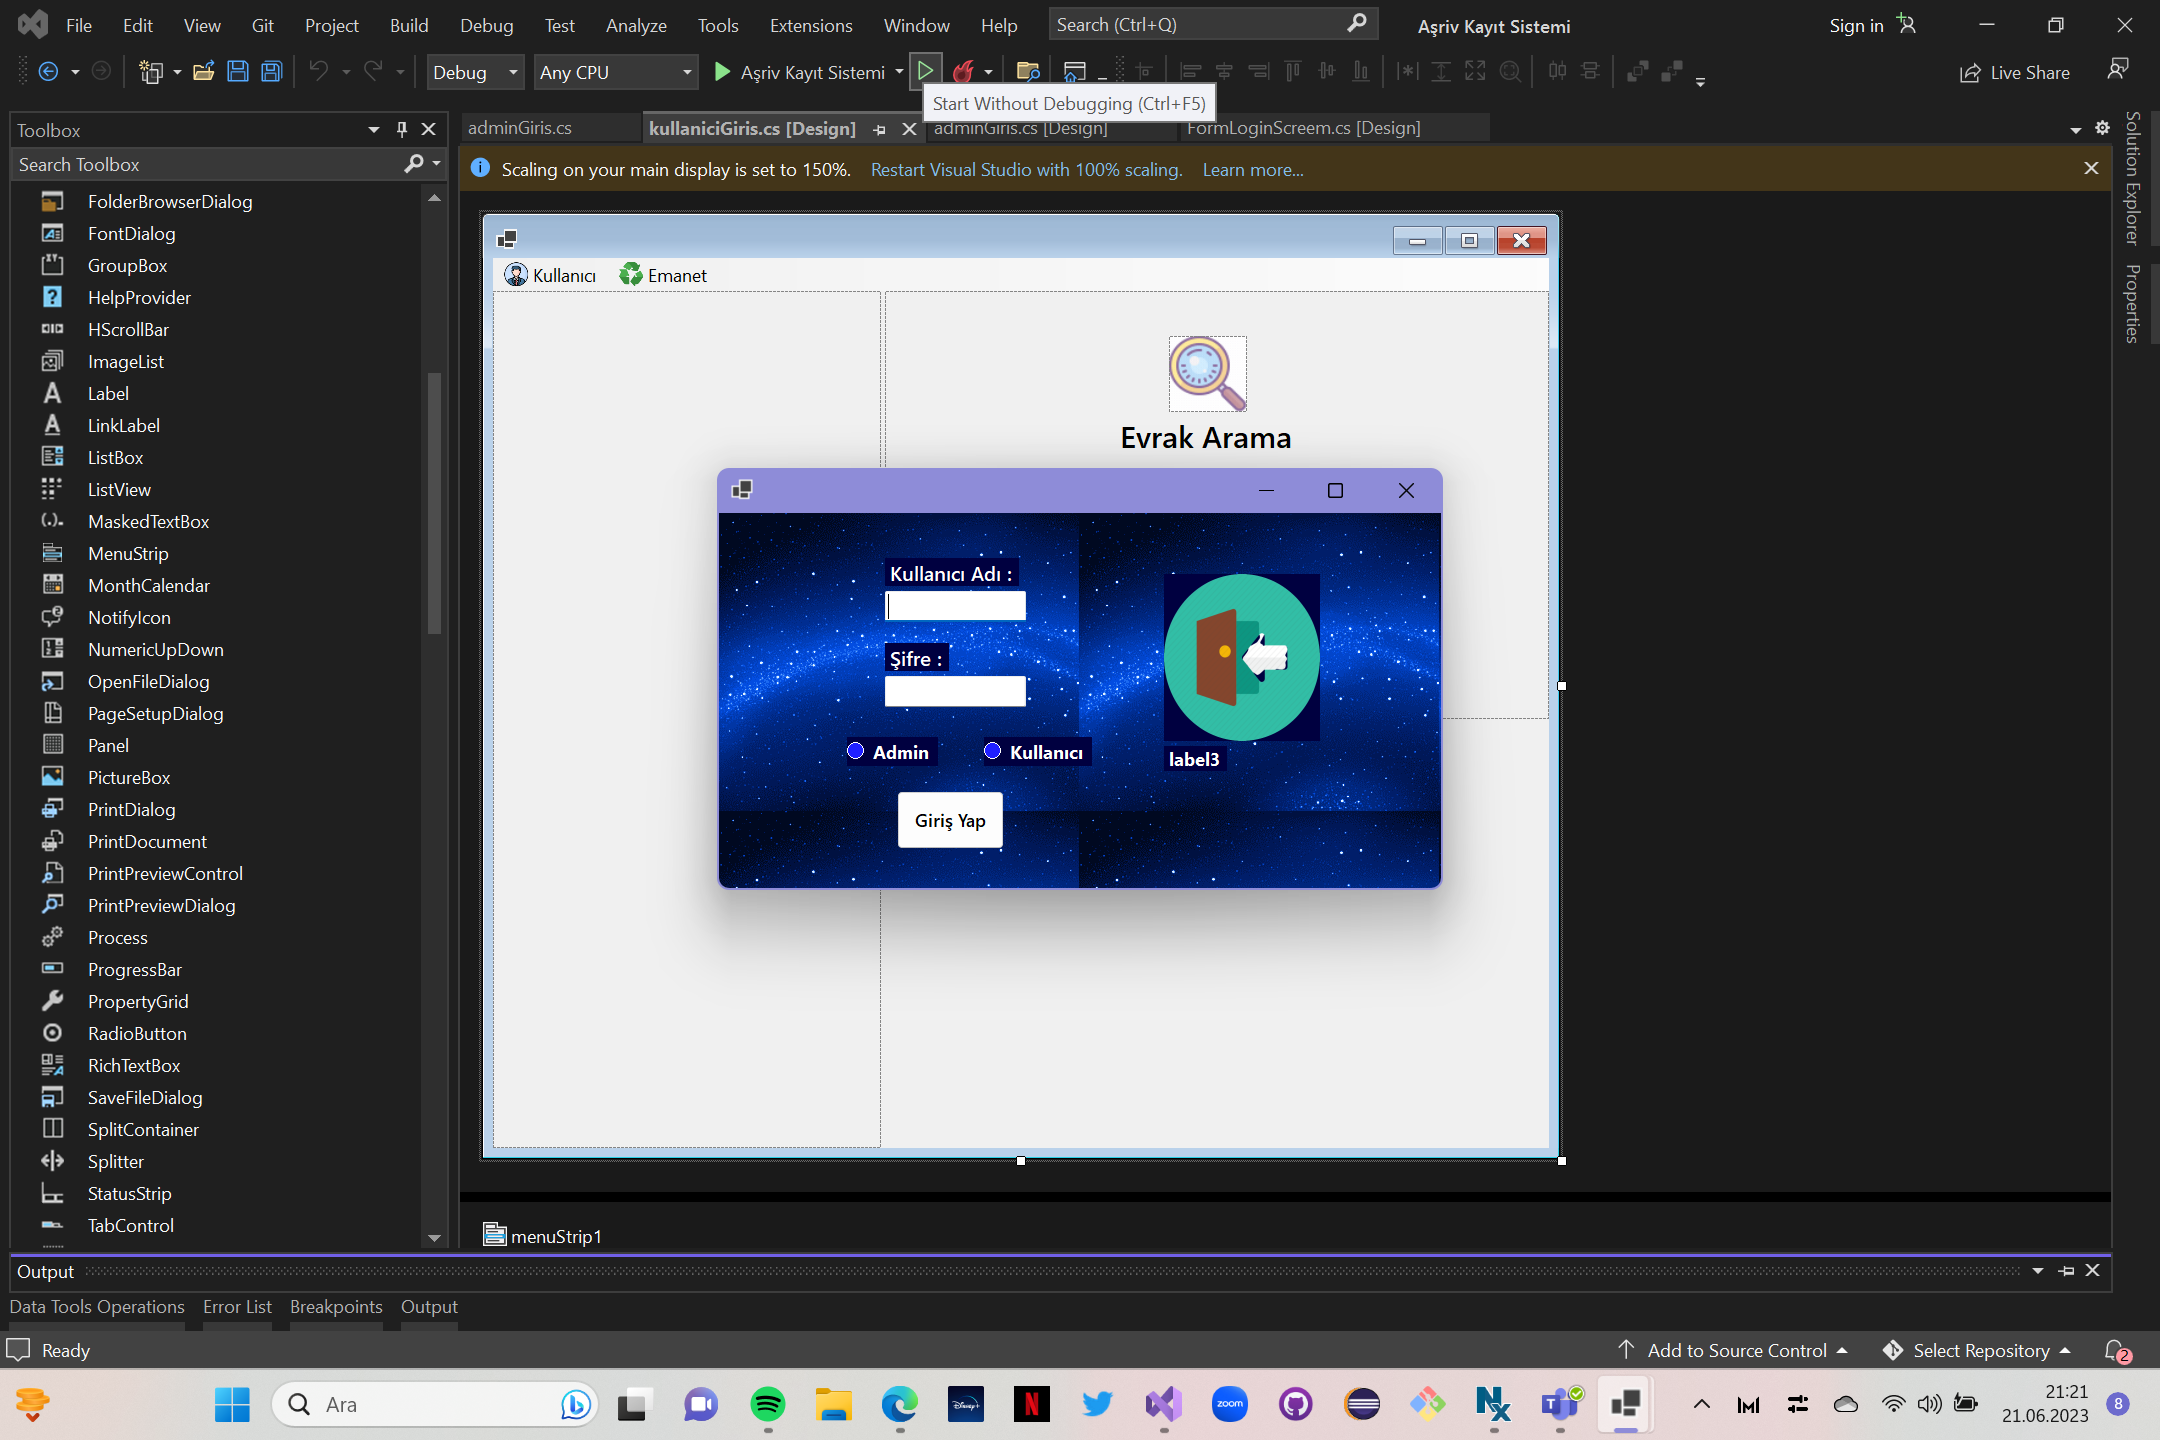 File Edit View Git Project Build Debug Test Analyze Tools Extensions Window Help Search (Ctrl+Q) Aşriv Kayıt Sistemi Sign in
Debug Any CPU Aşriv Kayıt Sistemi Live Share
Start Without Debugging (Ctrl+F5)
Toolbox
adminGiris.cs kullaniciGiris.cs [Design] adminGiris.cs [Design] FormLoginScreem.cs [Design]
Search Toolbox
Scaling on your main display is set to 150%. Restart Visual Studio with 100% scaling. Learn more...
Solution Explorer
Properties
FolderBrowserDialog
FontDialog
GroupBox
HelpProvider
HScrollBar
ImageList
Label
LinkLabel
ListBox
ListView
MaskedTextBox
MenuStrip
MonthCalendar
NotifyIcon
NumericUpDown
OpenFileDialog
PageSetupDialog
Panel
PictureBox
PrintDialog
PrintDocument
PrintPreviewControl
PrintPreviewDialog
Process
ProgressBar
PropertyGrid
RadioButton
RichTextBox
SaveFileDialog
SplitContainer
Splitter
StatusStrip
TabControl
Kullanıcı Emanet
Evrak Arama
Kullanıcı Adı :
Şifre :
Admin Kullanıcı
label3
Giriş Yap
menuStrip1
Output
Data Tools Operations Error List Breakpoints Output
Ready Add to Source Control Select Repository 2
Ara Disney+ N zoom 21:21
21.06.2023 8